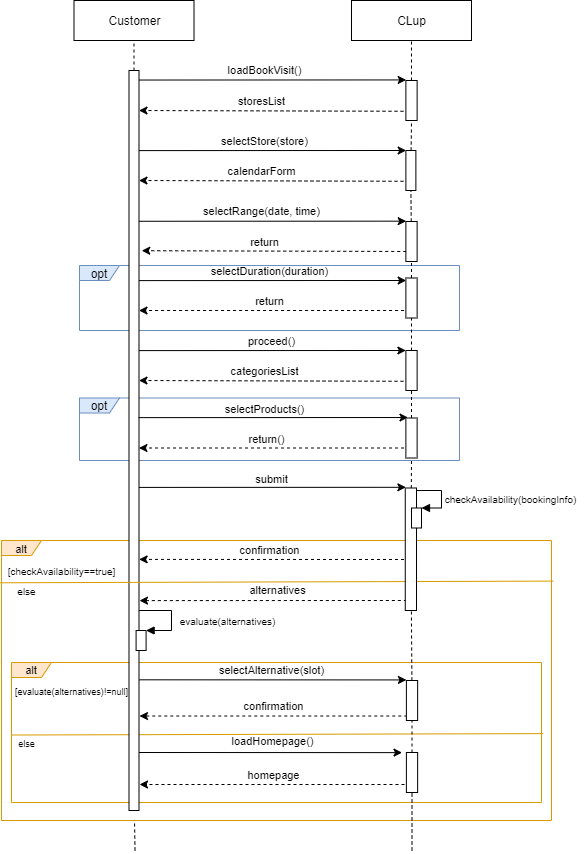 Customer
CLup
loadBookVisit()
storesList
selectStore(store)
calendarForm
selectRange(date, time)
return
opt
selectDuration(duration)
return
proceed()
categoriesList
opt
selectProducts()
return()
submit
checkAvailability(bookingInfo)
alt
confirmation
[checkAvailability==true]
else
alternatives
evaluate(alternatives)
alt
selectAlternative(slot)
[evaluate(alternatives)!=null]
confirmation
else
loadHomepage()
homepage